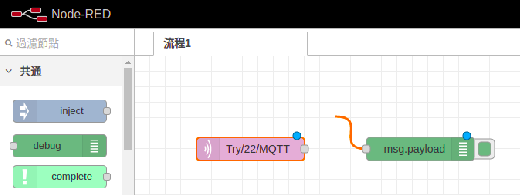 Node-RED
過濾節點
流程1
共通
inject
debug
complete
Try/22/MQTT
msg.payload